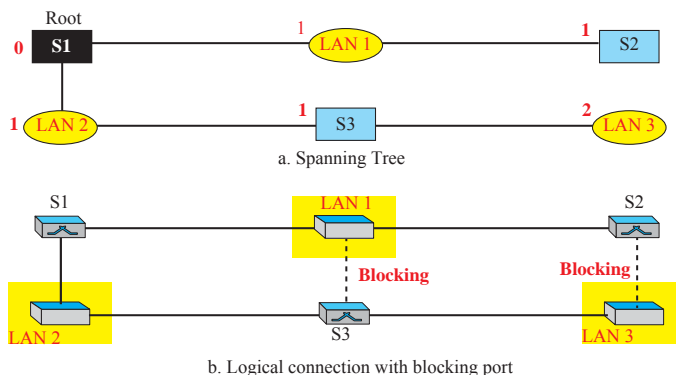 Root
0 S1 1 LAN 1 1 S2
1 LAN 2 1 S3 2 LAN 3
a. Spanning Tree
S1 LAN 1 S2
Blocking Blocking
LAN 2 S3 LAN 3
b. Logical connection with blocking port